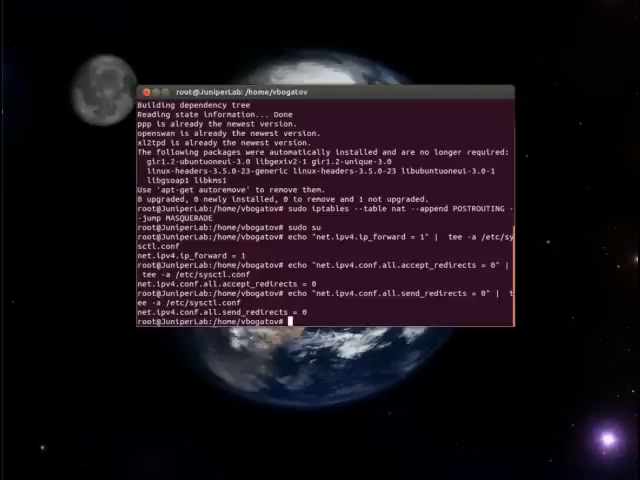 root@JuniperLab: /home/vbogatov
Building dependency tree
Reading state information... Done
ppp is already the newest version.
openswan is already the newest version.
xl2tpd is already the newest version.
The following packages were automatically installed and are no longer required:
gir1.2-ubuntuoneui-3.0 libgexiv2-1 gir1.2-unique-3.0
linux-headers-3.5.0-23-generic linux-headers-3.5.0-23 libubuntuoneui-3.0-1
libgsoap1 libkms1
Use 'apt-get autoremove' to remove them.
0 upgraded, 0 newly installed, 0 to remove and 1 not upgraded.
root@JuniperLab:/home/vbogatov# sudo iptables --table nat --append POSTROUTING -
-jump MASQUERADE
root@JuniperLab:/home/vbogatov# sudo su
root@JuniperLab:/home/vbogatov# echo "net.ipv4.ip_forward = 1" |  tee -a /etc/sy
sctl.conf
net.ipv4.ip_forward = 1
root@JuniperLab:/home/vbogatov# echo "net.ipv4.conf.all.accept_redirects = 0" |
 tee -a /etc/sysctl.conf
net.ipv4.conf.all.accept_redirects = 0
root@JuniperLab:/home/vbogatov# echo "net.ipv4.conf.all.send_redirects = 0" |  t
ee -a /etc/sysctl.conf
net.ipv4.conf.all.send_redirects = 0
root@JuniperLab:/home/vbogatov#